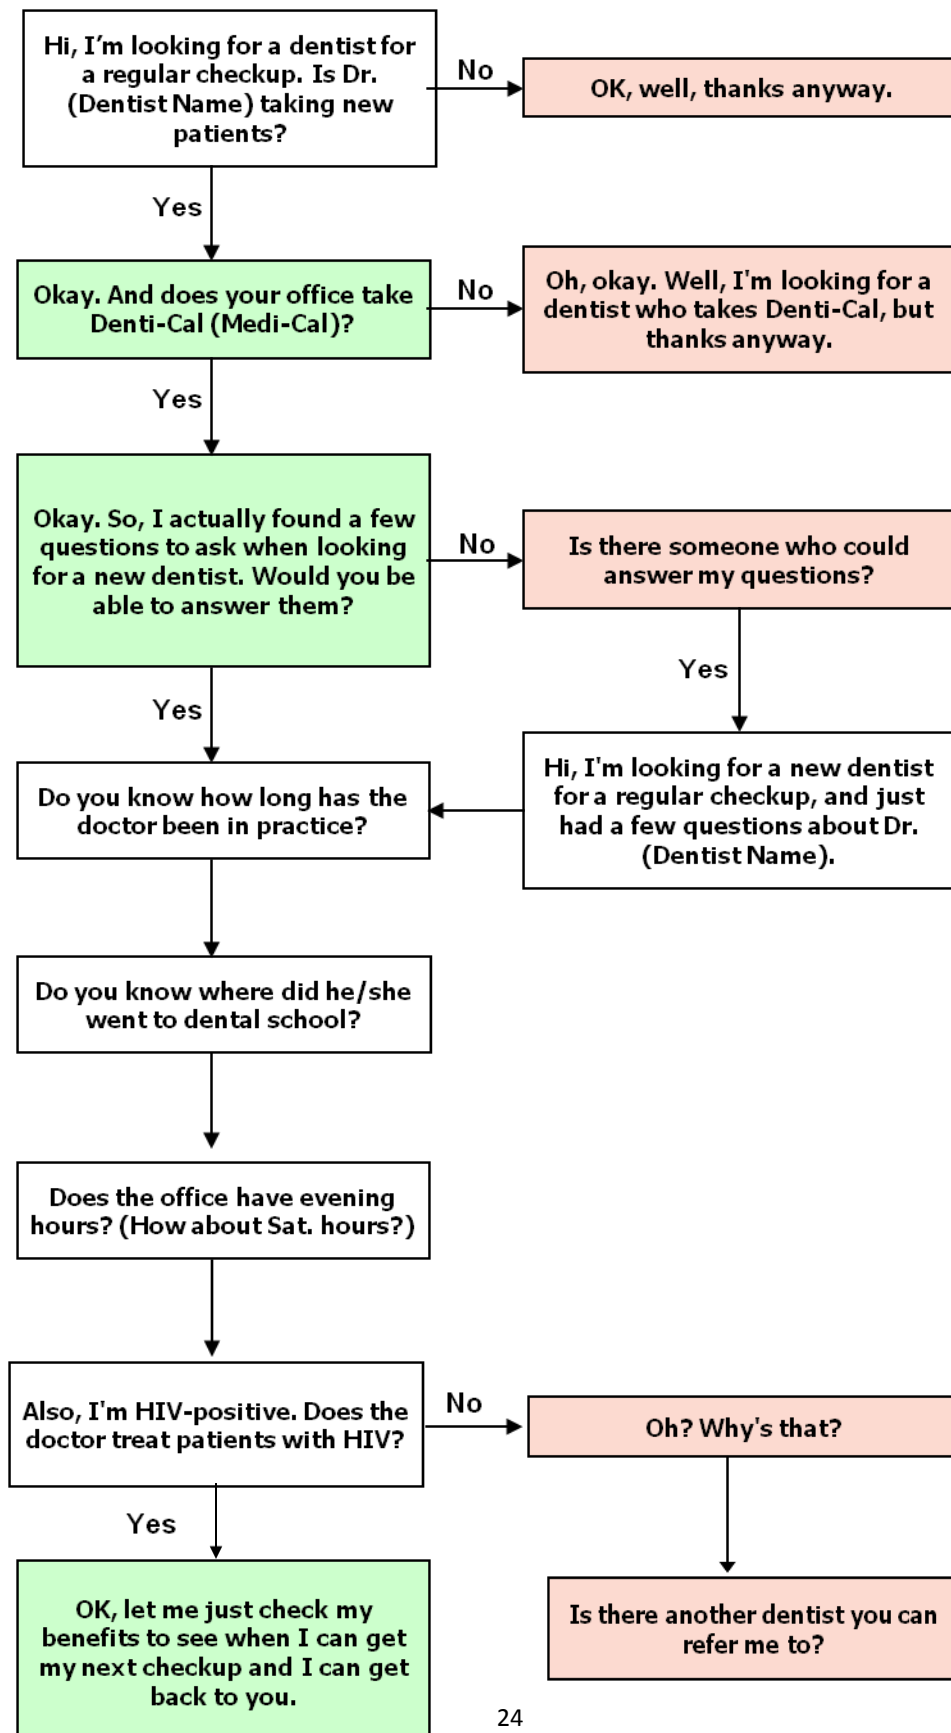 Hi, I’m looking for a dentist for
a regular checkup. Is Dr.
(Dentist Name) taking new
patients?
No
OK, well, thanks anyway.
Yes
Okay. And does your office take
Denti-Cal (Medi-Cal)?
No
Oh, okay. Well, I'm looking for a
dentist who takes Denti-Cal, but
thanks anyway.
Yes
Okay. So, I actually found a few
questions to ask when looking
for a new dentist. Would you be
able to answer them?
No
Is there someone who could
answer my questions?
Yes
Yes
Hi, I'm looking for a new dentist
for a regular checkup, and just
had a few questions about Dr.
(Dentist Name).
Do you know how long has the
doctor been in practice?
Do you know where did he/she
went to dental school?
Does the office have evening
hours? (How about Sat. hours?)
Also, I'm HIV-positive. Does the
doctor treat patients with HIV?
No
Oh? Why's that?
Yes
OK, let me just check my
benefits to see when I can get
my next checkup and I can get
back to you.
Is there another dentist you can
refer me to?
24